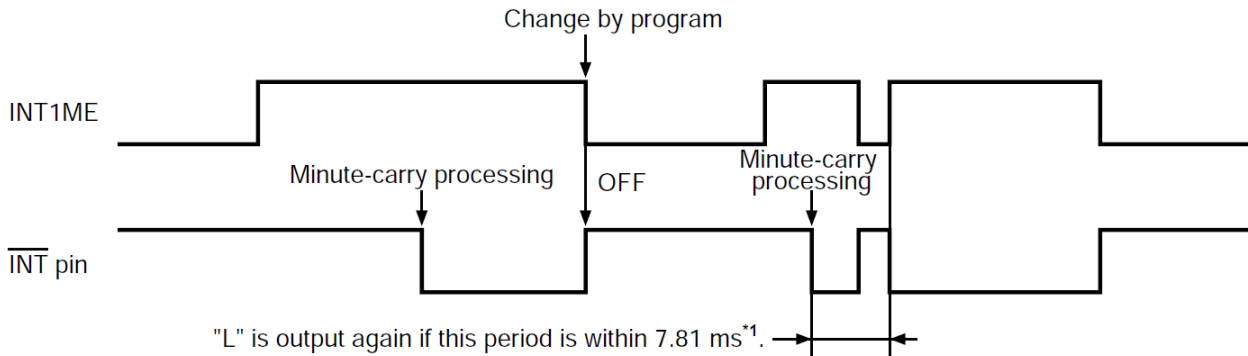 Change by program
INT1ME
Minute-carry processing
OFF
Minute-carry
processing
INT pin
"L" is output again if this period is within 7.81 ms*1.